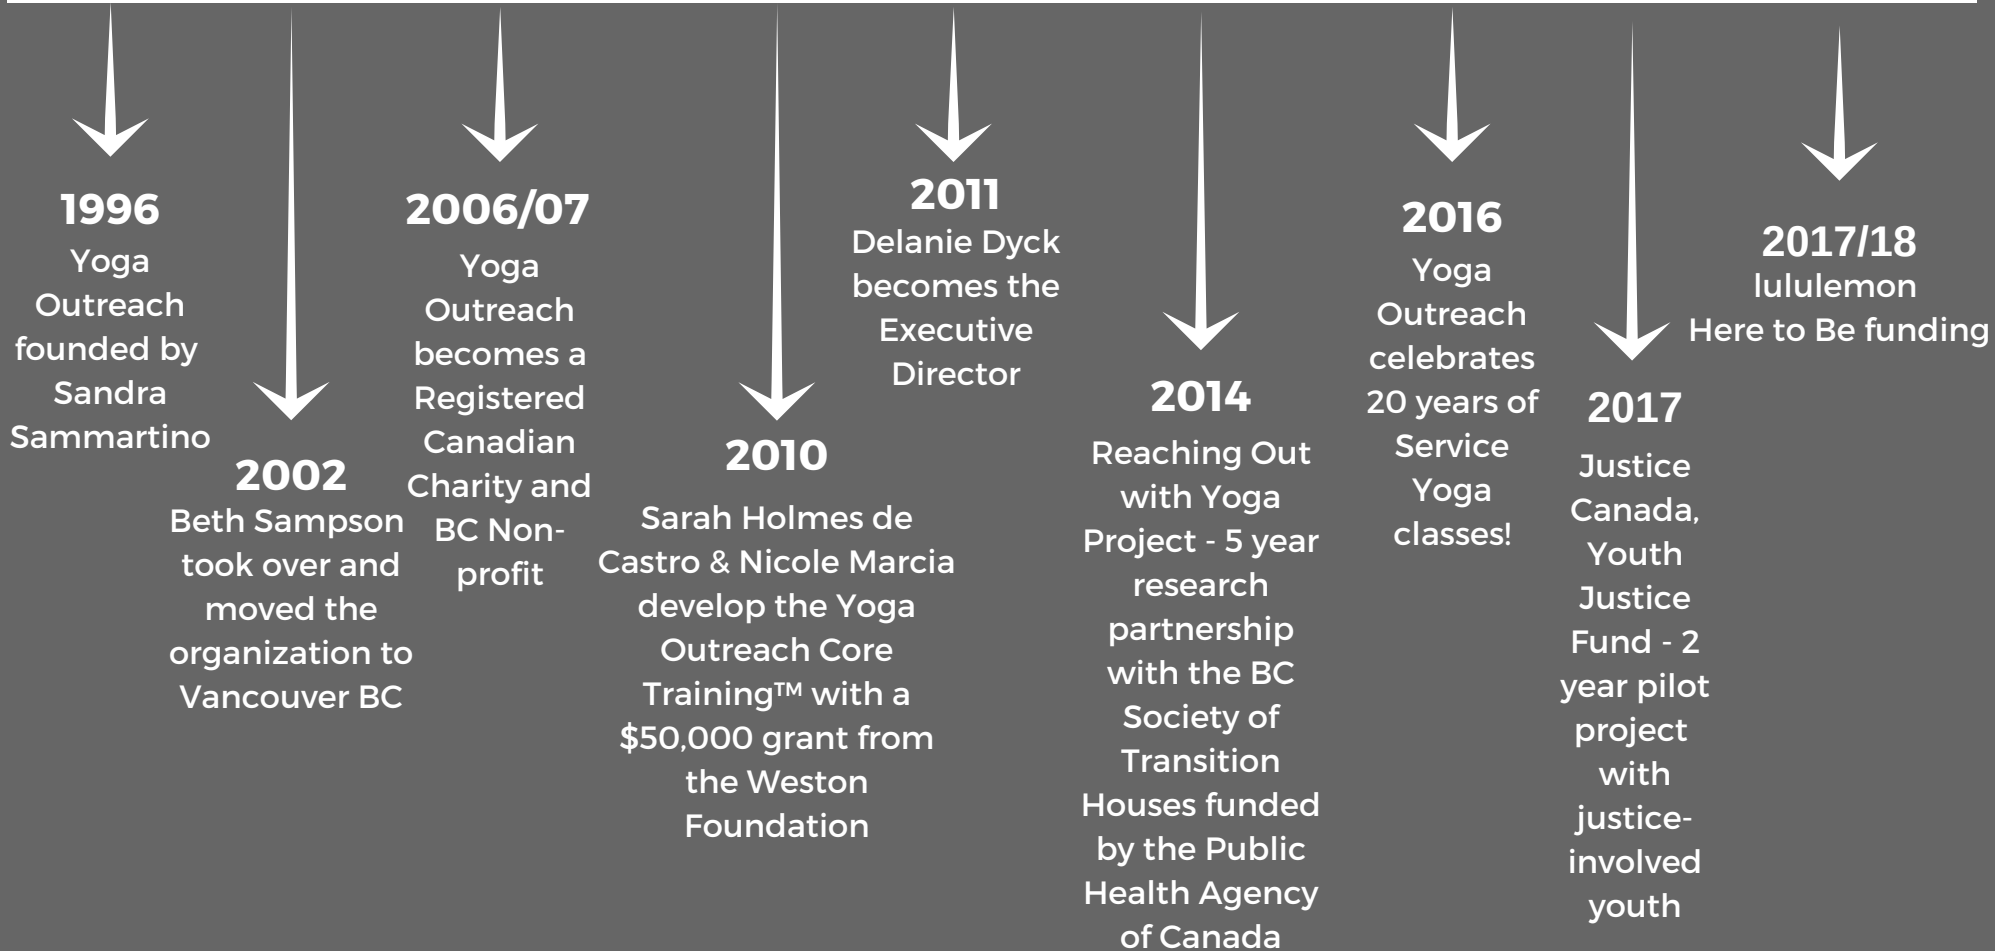 1996
Yoga
Outreach
founded by
Sandra
Sammartino
2002
Beth Sampson
took over and
moved the
organization to
Vancouver BC
2006/07
Yoga
Outreach
becomes a
Registered
Canadian
Charity and
BC Non-
profit
2010
Sarah Holmes de
Castro & Nicole Marcia
develop the Yoga
Outreach Core
Training™ with a
$50,000 grant from
the Weston
Foundation
2011
Delanie Dyck
becomes the
Executive
Director
2014
Reaching Out
with Yoga
Project - 5 year
research
partnership
with the BC
Society of
Transition
Houses funded
by the Public
Health Agency
of Canada
2016
Yoga
Outreach
celebrates
20 years of
Service
Yoga
classes!
2017
Justice
Canada,
Youth
Justice
Fund - 2
year pilot
project
with
justice-
involved
youth
2017/18
lululemon
Here to Be funding